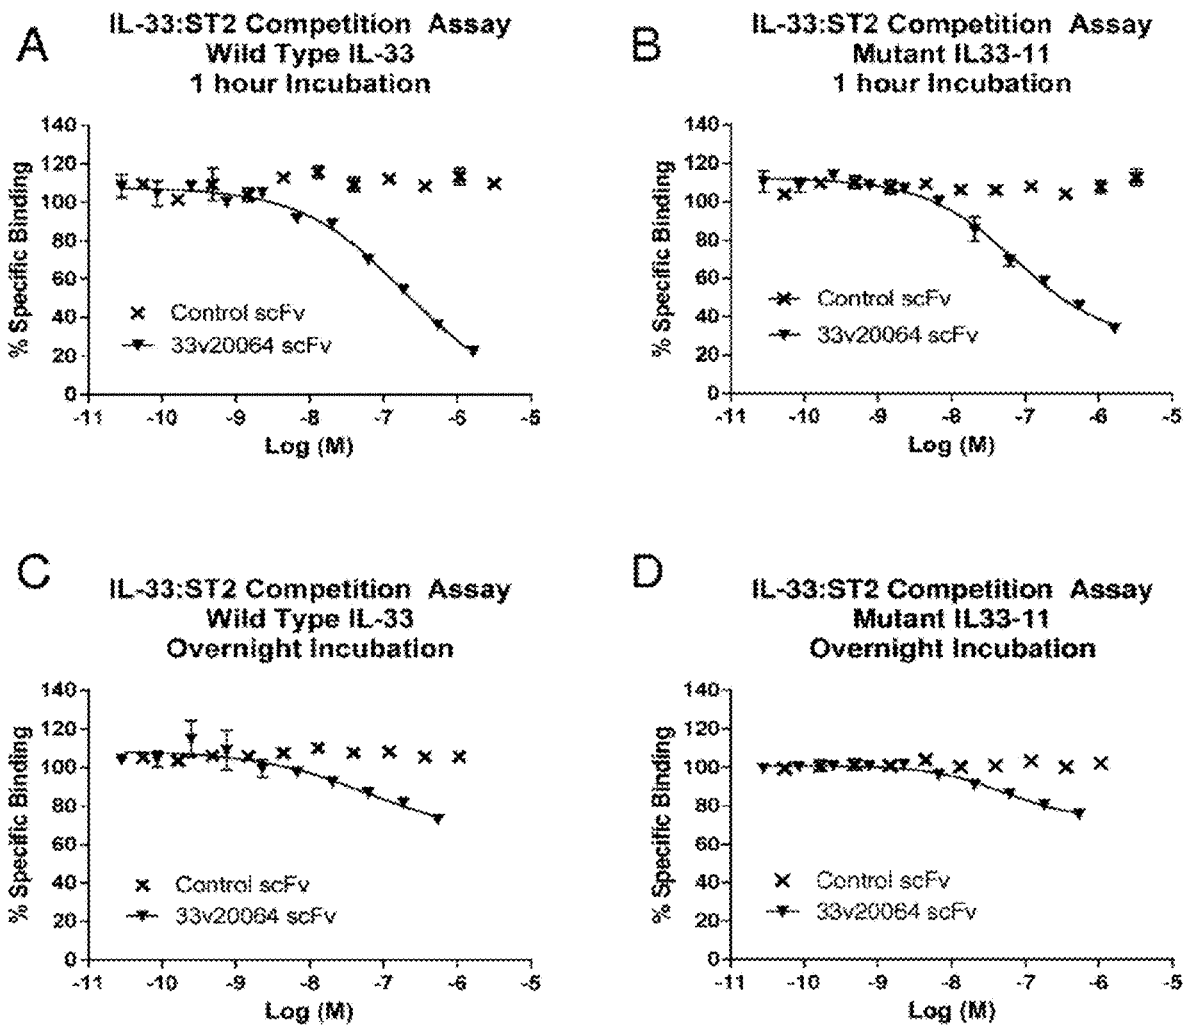 A
IL-33:ST2 Competition Assay
Wild Type IL-33
1 hour Incubation
% Specific Binding
140
120
100
80
60
40
20
0
Control scFv
33v20064 scFv
-11 -10 -9 -8 -7 -6 -5
Log (M)
B
IL-33:ST2 Competition Assay
Mutant IL33-11
1 hour Incubation
% Specific Binding
140
120
100
80
60
40
20
0
Control scFv
33v20064 scFv
-11 -10 -9 -8 -7 -6 -5
Log (M)
C
IL-33:ST2 Competition Assay
Wild Type IL-33
Overnight Incubation
% Specific Binding
140
120
100
80
60
40
20
0
Control scFv
33v20064 scFv
-11 -10 -9 -8 -7 -6 -5
Log (M)
D
IL-33:ST2 Competition Assay
Mutant IL33-11
Overnight Incubation
% Specific Binding
140
120
100
80
60
40
20
0
Control scFv
33v20064 scFv
-11 -10 -9 -8 -7 -6 -5
Log (M)